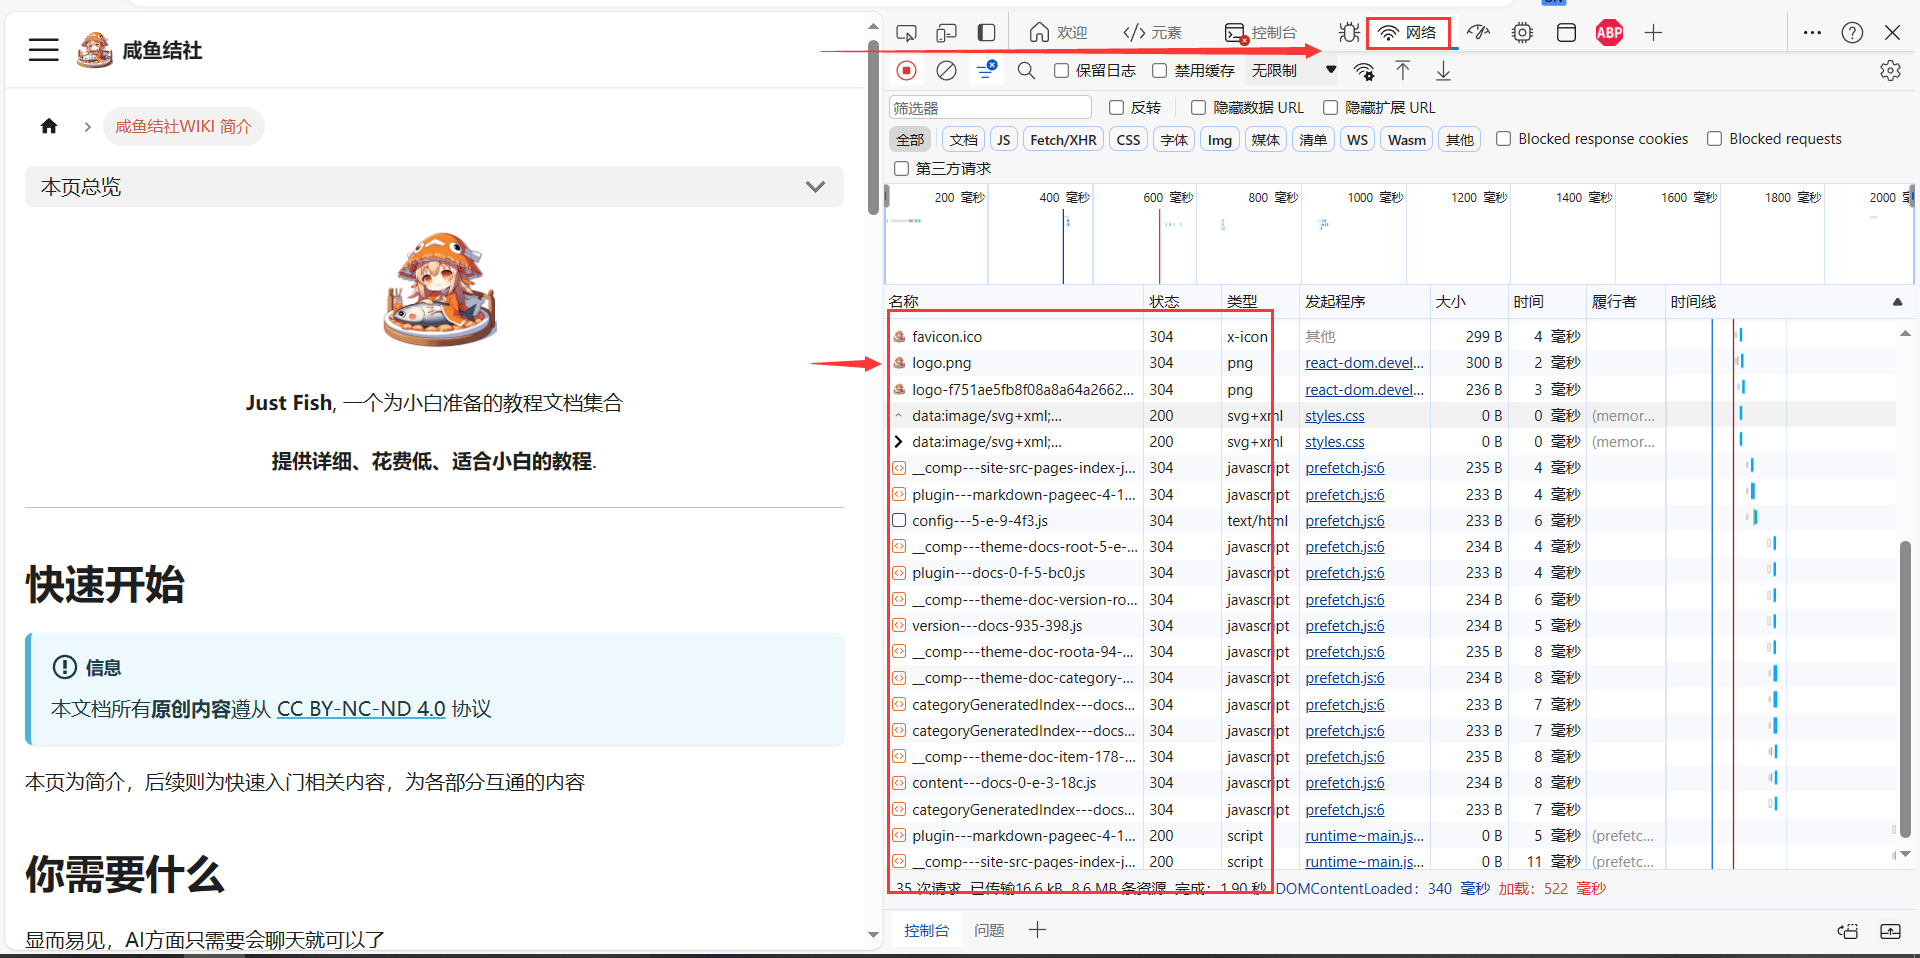 咸鱼结社
咸鱼结社WIKI 简介
本页总览
Just Fish, 一个为小白准备的教程文档集合
提供详细、花费低、适合小白的教程.
快速开始
信息
本文档所有原创内容遵从 CC BY-NC-ND 4.0 协议
本页为简介，后续则为快速入门相关内容，为各部分互通的内容
你需要什么
显而易见，AI方面只需要会聊天就可以了
欢迎 元素 控制台 网络 ABP
保留日志 禁用缓存 无限制
筛选器 反转 隐藏数据 URL 隐藏扩展 URL
全部 文档 JS Fetch/XHR CSS 字体 Img 媒体 清单 WS Wasm 其他 Blocked response cookies Blocked requests
第三方请求
200 毫秒 400 毫秒 600 毫秒 800 毫秒 1000 毫秒 1200 毫秒 1400 毫秒 1600 毫秒 1800 毫秒 2000
名称 状态 类型 发起程序 大小 时间 履行者 时间线
favicon.ico 304 x-icon 其他 299 B 4 毫秒
logo.png 304 png react-dom.devel... 300 B 2 毫秒
logo-f751ae5fb8f08a8a64a2662... 304 png react-dom.devel... 236 B 3 毫秒
data:image/svg+xml;... 200 svg+xml styles.css 0 B 0 毫秒 (memor...
data:image/svg+xml;... 200 svg+xml styles.css 0 B 0 毫秒 (memor...
__comp---site-src-pages-index-j... 304 javascript prefetch.js:6 235 B 4 毫秒
plugin---markdown-pageec-4-1... 304 javascript prefetch.js:6 233 B 4 毫秒
config---5-e-9-4f3.js 304 text/html prefetch.js:6 233 B 6 毫秒
__comp---theme-docs-root-5-e-... 304 javascript prefetch.js:6 234 B 4 毫秒
plugin---docs-0-f-5-bc0.js 304 javascript prefetch.js:6 233 B 4 毫秒
__comp---theme-doc-version-ro... 304 javascript prefetch.js:6 234 B 6 毫秒
version---docs-935-398.js 304 javascript prefetch.js:6 234 B 5 毫秒
__comp---theme-doc-roota-94-... 304 javascript prefetch.js:6 235 B 8 毫秒
__comp---theme-doc-category-... 304 javascript prefetch.js:6 234 B 8 毫秒
categoryGeneratedIndex---docs... 304 javascript prefetch.js:6 233 B 7 毫秒
categoryGeneratedIndex---docs... 304 javascript prefetch.js:6 233 B 7 毫秒
__comp---theme-doc-item-178-... 304 javascript prefetch.js:6 235 B 8 毫秒
content---docs-0-e-3-18c.js 304 javascript prefetch.js:6 234 B 8 毫秒
categoryGeneratedIndex---docs... 304 javascript prefetch.js:6 233 B 7 毫秒
plugin---markdown-pageec-4-1... 200 script runtime~main.js... 0 B 5 毫秒 (prefetc...
__comp---site-src-pages-index-j... 200 script runtime~main.js... 0 B 11 毫秒 (prefetc...
35 次请求 已传输16.6 kB 8.6 MB 条资源 完成：1.90 秒 DOMContentLoaded：340 毫秒 加载：522 毫秒
控制台 问题